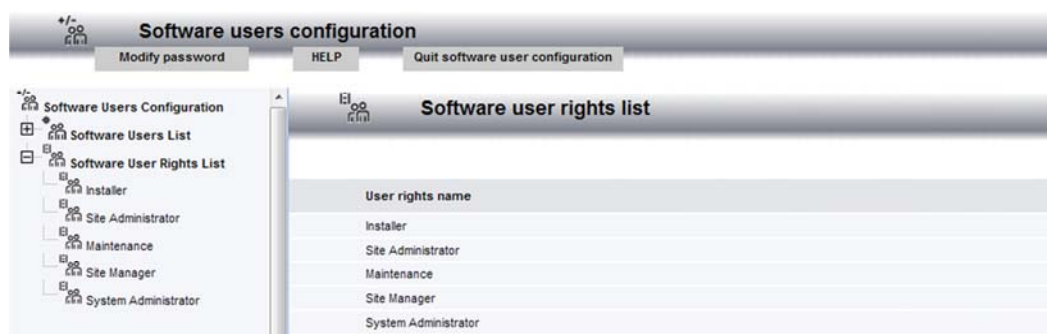 Software users configuration
Modify password HELP Quit software user configuration
Software Users Configuration
Software Users List
Software User Rights List
Installer
Site Administrator
Maintenance
Site Manager
System Administrator
Software user rights list
User rights name
Installer
Site Administrator
Maintenance
Site Manager
System Administrator